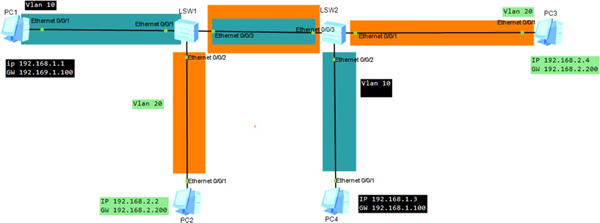 Vlan 10
PC1
Ethernet 0/0/1
Ethernet 0/0/1
LSW1
Ethernet 0/0/3
Ethernet 0/0/3
LSW2
Ethernet 0/0/1
Vlan 20
Ethernet 0/0/1
PC3
ip 192.168.1.1
GW 192.169.1.100
Ethernet 0/0/2
Ethernet 0/0/2
IP 192.168.2.4
GW 192.168.2.200
Vlan 20
Vlan 10
Ethernet 0/0/1
Ethernet 0/0/1
IP 192.168.2.2
GW 192.168.2.200
PC2
PC4
IP 192.168.1.3
GW 192.168.1.100